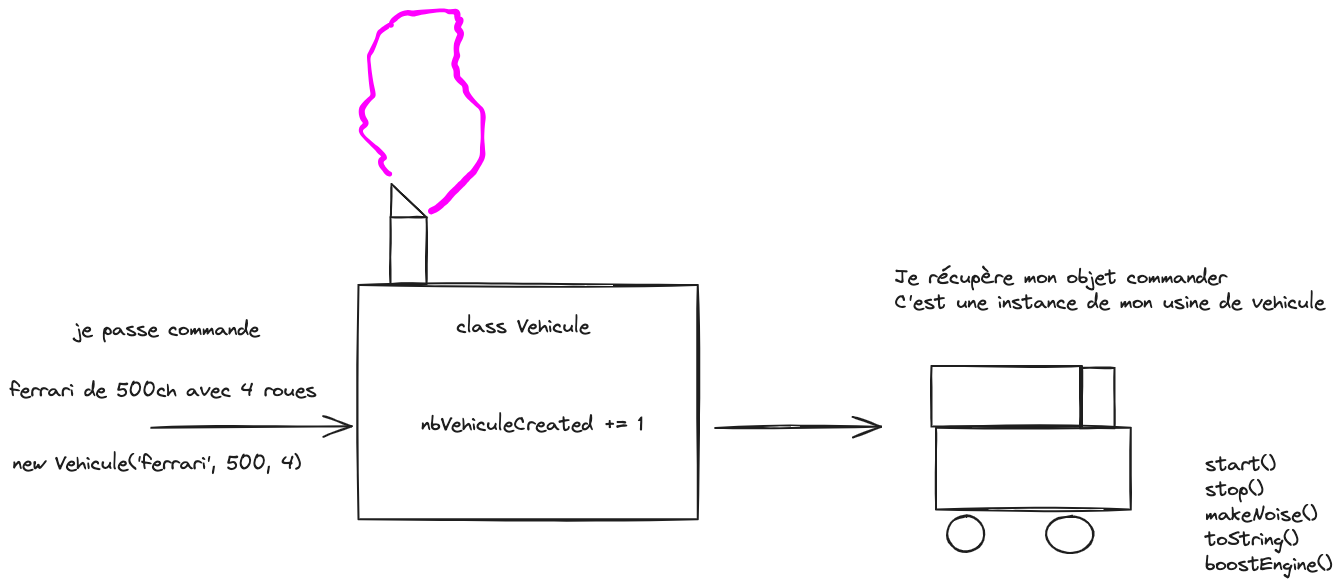 je passe commande
ferrari de 500ch avec 4 roues
new Vehicule('ferrari', 500, 4)
class Vehicule
nbVehiculeCreated += 1
Je récupère mon objet commander
C'est une instance de mon usine de vehicule
start()
stop()
makeNoise()
toString()
boostEngine()